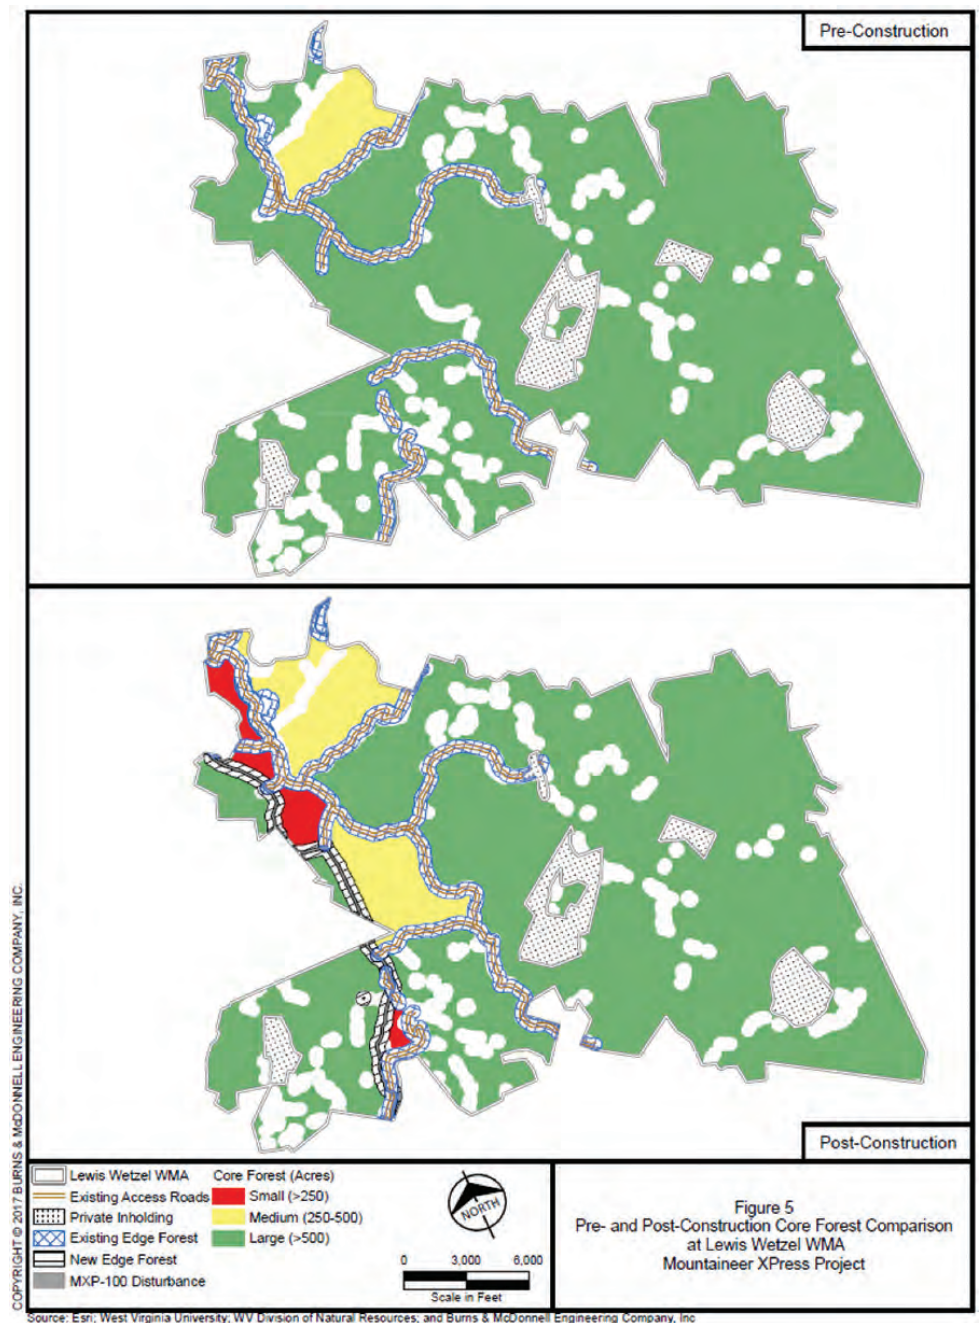 Pre-Construction
Post-Construction
COPYRIGHT © 2017 BURNS & McDONNELL ENGINEERING COMPANY, INC.
Lewis Wetzel WMA
Existing Access Roads
Private Inholding
Existing Edge Forest
New Edge Forest
MXP-100 Disturbance
Core Forest (Acres)
Small (>250)
Medium (250-500)
Large (>500)
NORTH
0 3,000 6,000
Scale in Feet
Figure 5
Pre- and Post-Construction Core Forest Comparison
at Lewis Wetzel WMA
Mountaineer XPress Project
Source: Esri; West Virginia University; WV Division of Natural Resources; and Burns & McDonnell Engineering Company, Inc